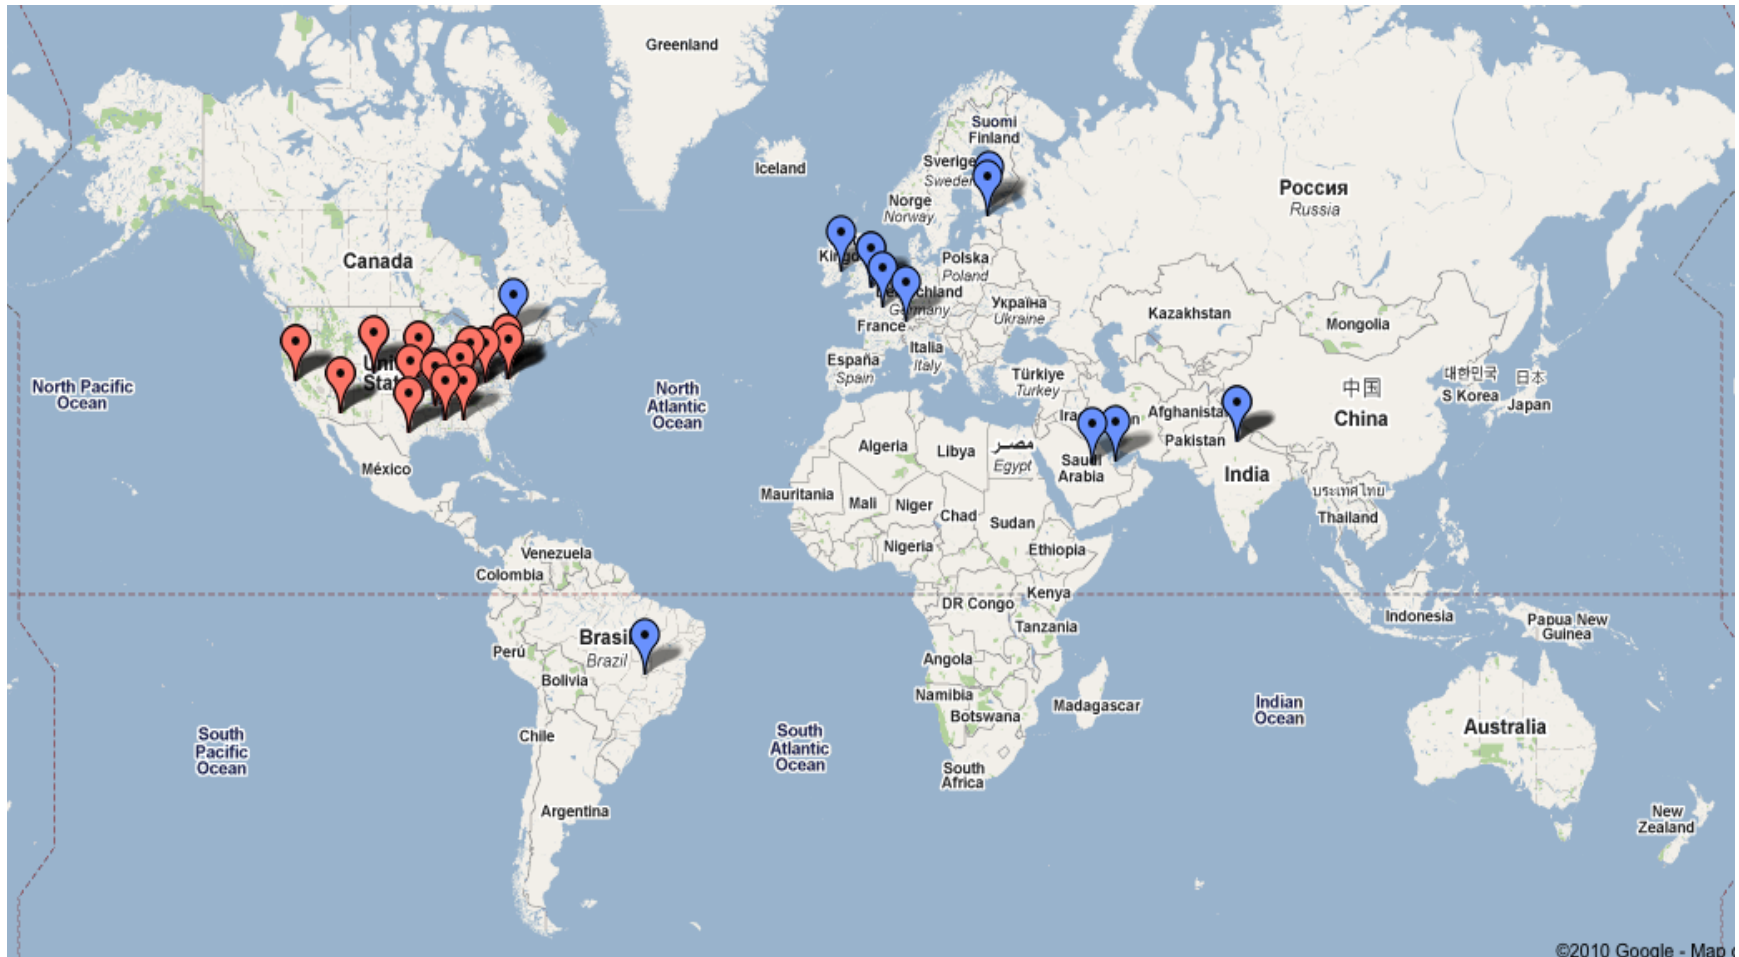 Greenland
Iceland
Suomi
Finland
Sverige
Sweden
Norge
Norway
Россия
Russia
Canada
Polska
Poland
Deutschland
Germany
Україна
Ukraine
France
Kazakhstan
Mongolia
España
Spain
Italia
Italy
Türkiye
Turkey
North Pacific
Ocean
North
Atlantic
Ocean
中国
China
대한민국
S Korea
日本
Japan
Afghanistan
Pakistan
India
México
Algeria
Libya
مصر
Egypt
Saudi
Arabia
Mauritania
Mali
Niger
Chad
Sudan
ประเทศไทย
Thailand
Nigeria
Ethiopia
Venezuela
Colombia
DR Congo
Kenya
Tanzania
Indonesia
Papua New
Guinea
Brasil
Brazil
Perú
Bolivia
Angola
Namibia
Botswana
Madagascar
Indian
Ocean
Australia
South
Pacific
Ocean
Chile
South
Atlantic
Ocean
South
Africa
Argentina
New
Zealand
©2010 Google - Map